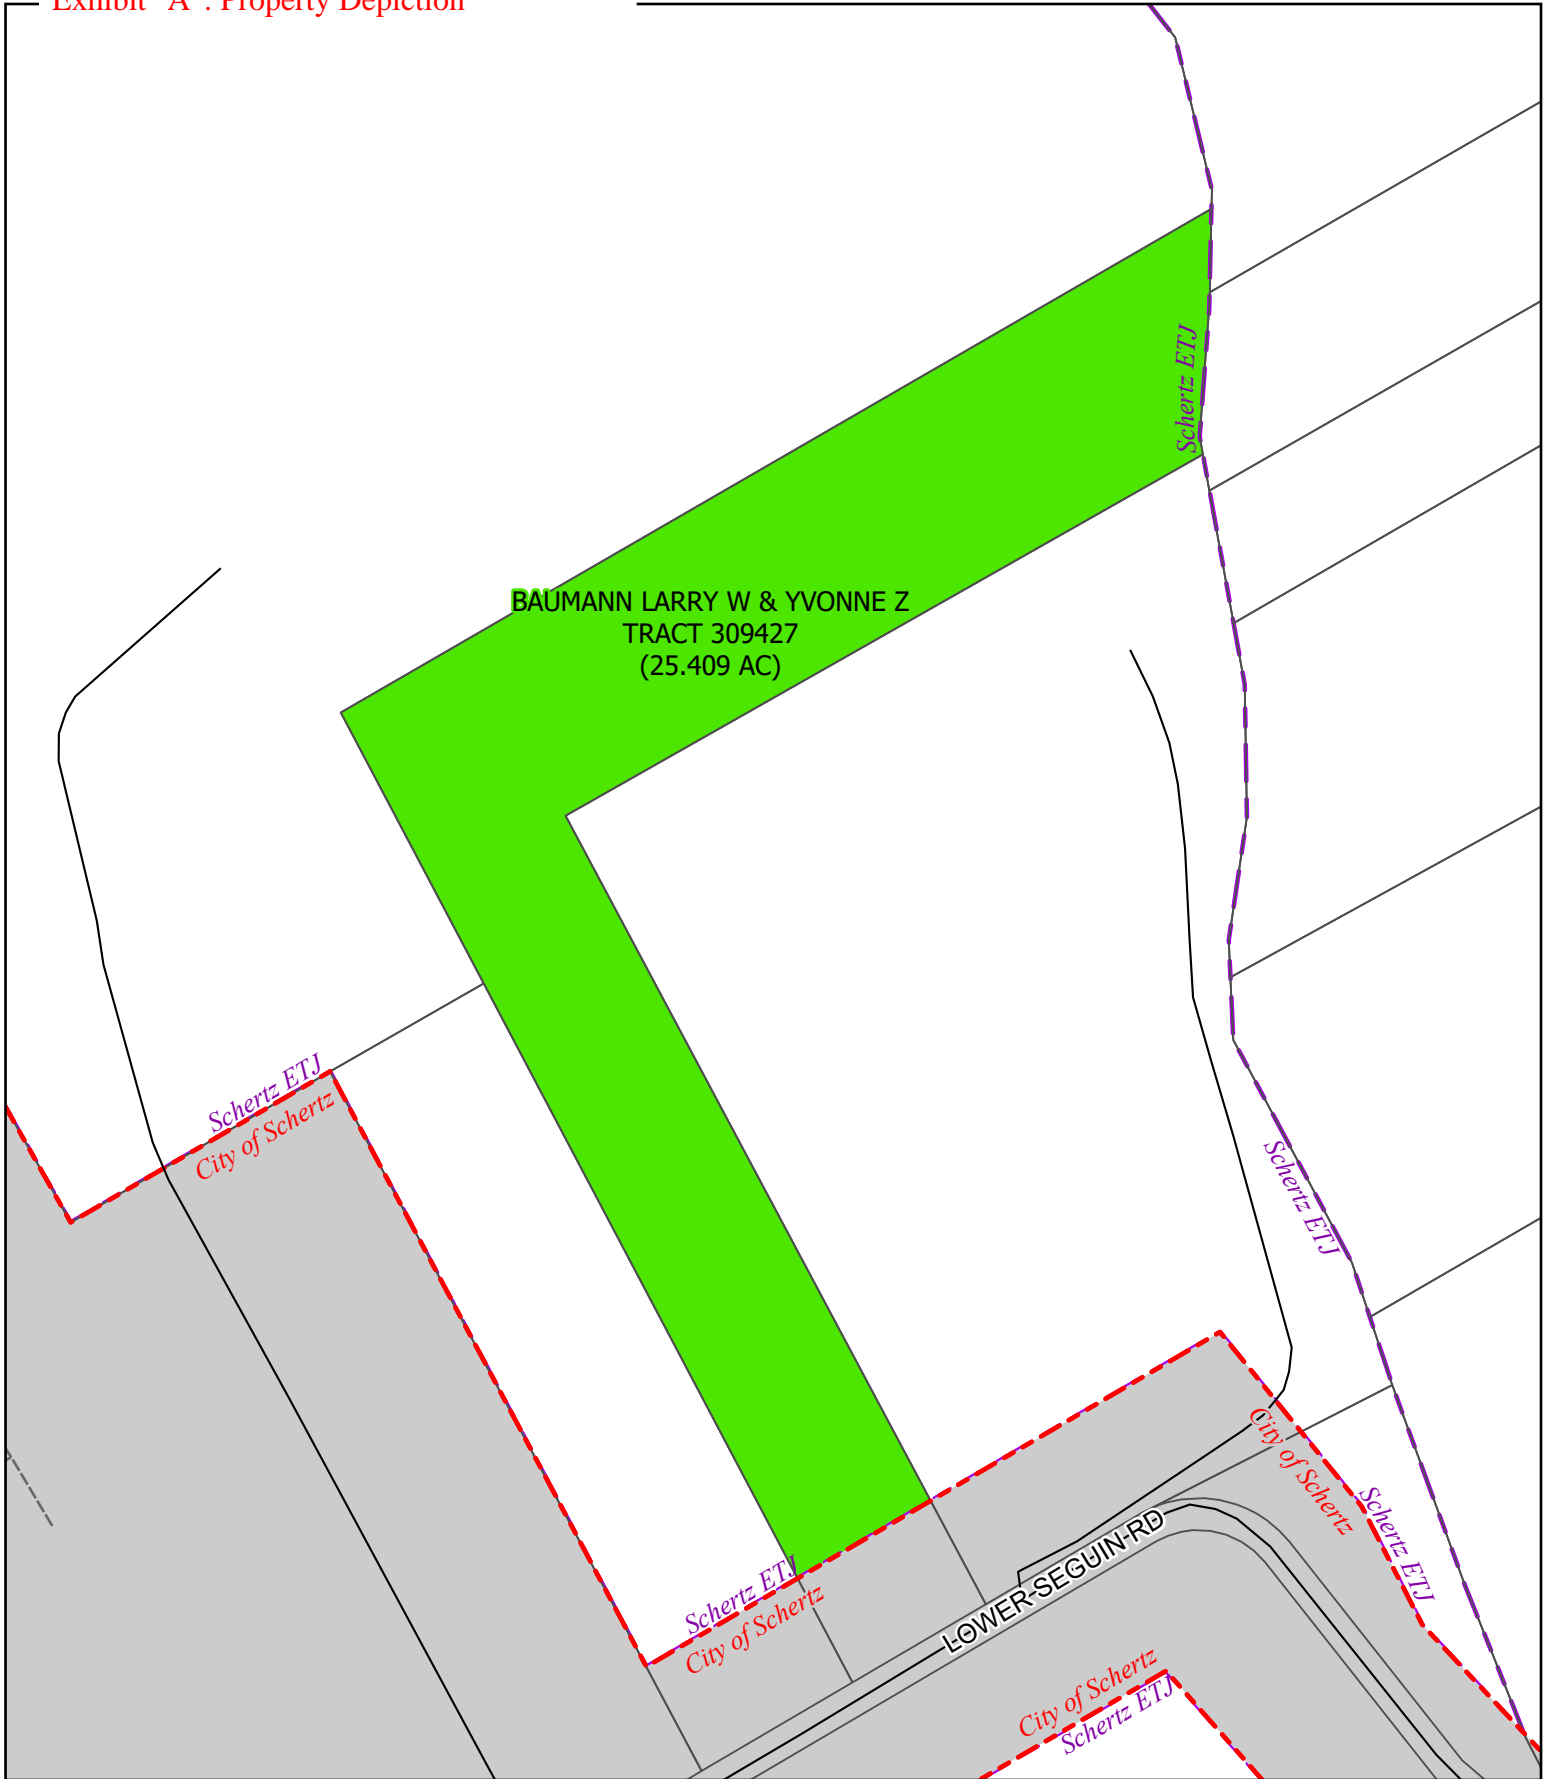 Exhibit "A": Property Depiction
Schertz ETJ
BAUMANN LARRY W & YVONNE Z
TRACT 309427
(25.409 AC)
Schertz ETJ
City of Schertz
Schertz ETJ
City of Schertz
Schertz ETJ
Schertz ETJ
City of Schertz
LOWER-SEGUIN-RD
City of Schertz
Schertz ETJ